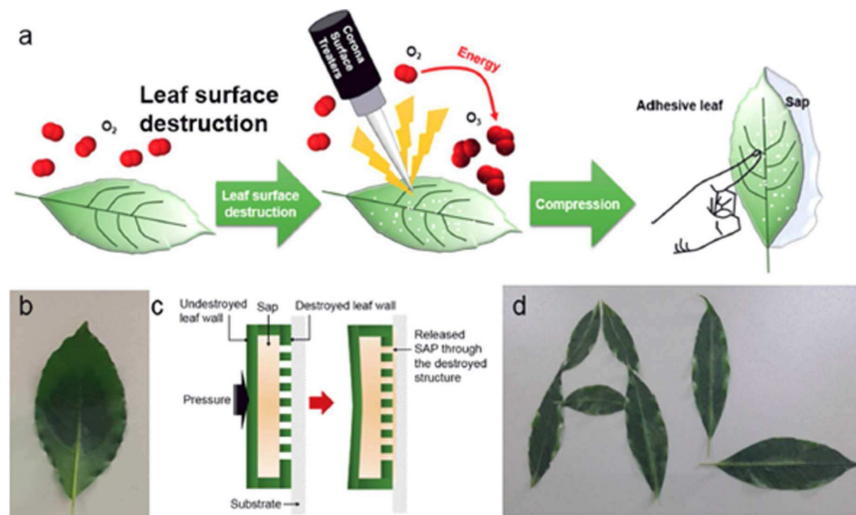 a
Leaf surface
destruction
O₂
Leaf surface
destruction
Corona
Surface
Treaters
O₂
Energy
O₃
Compression
Adhesive leaf
Sap
b
c
Undestroyed
leaf wall
Sap
Destroyed leaf wall
Pressure
Released
SAP through
the destroyed
structure
Substrate
d
AL